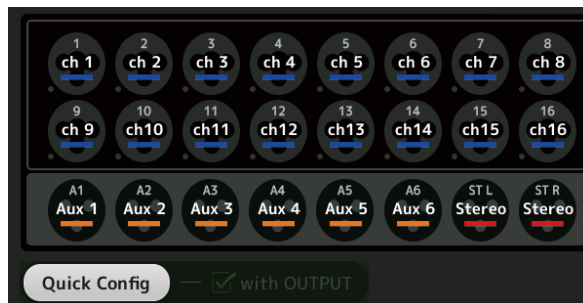 1 2 3 4 5 6 7 8
ch 1 ch 2 ch 3 ch 4 ch 5 ch 6 ch 7 ch 8
9 10 11 12 13 14 15 16
ch 9 ch10 ch11 ch12 ch13 ch14 ch15 ch16
A1 A2 A3 A4 A5 A6 ST L ST R
Aux 1 Aux 2 Aux 3 Aux 4 Aux 5 Aux 6 Stereo Stereo
Quick Config with OUTPUT